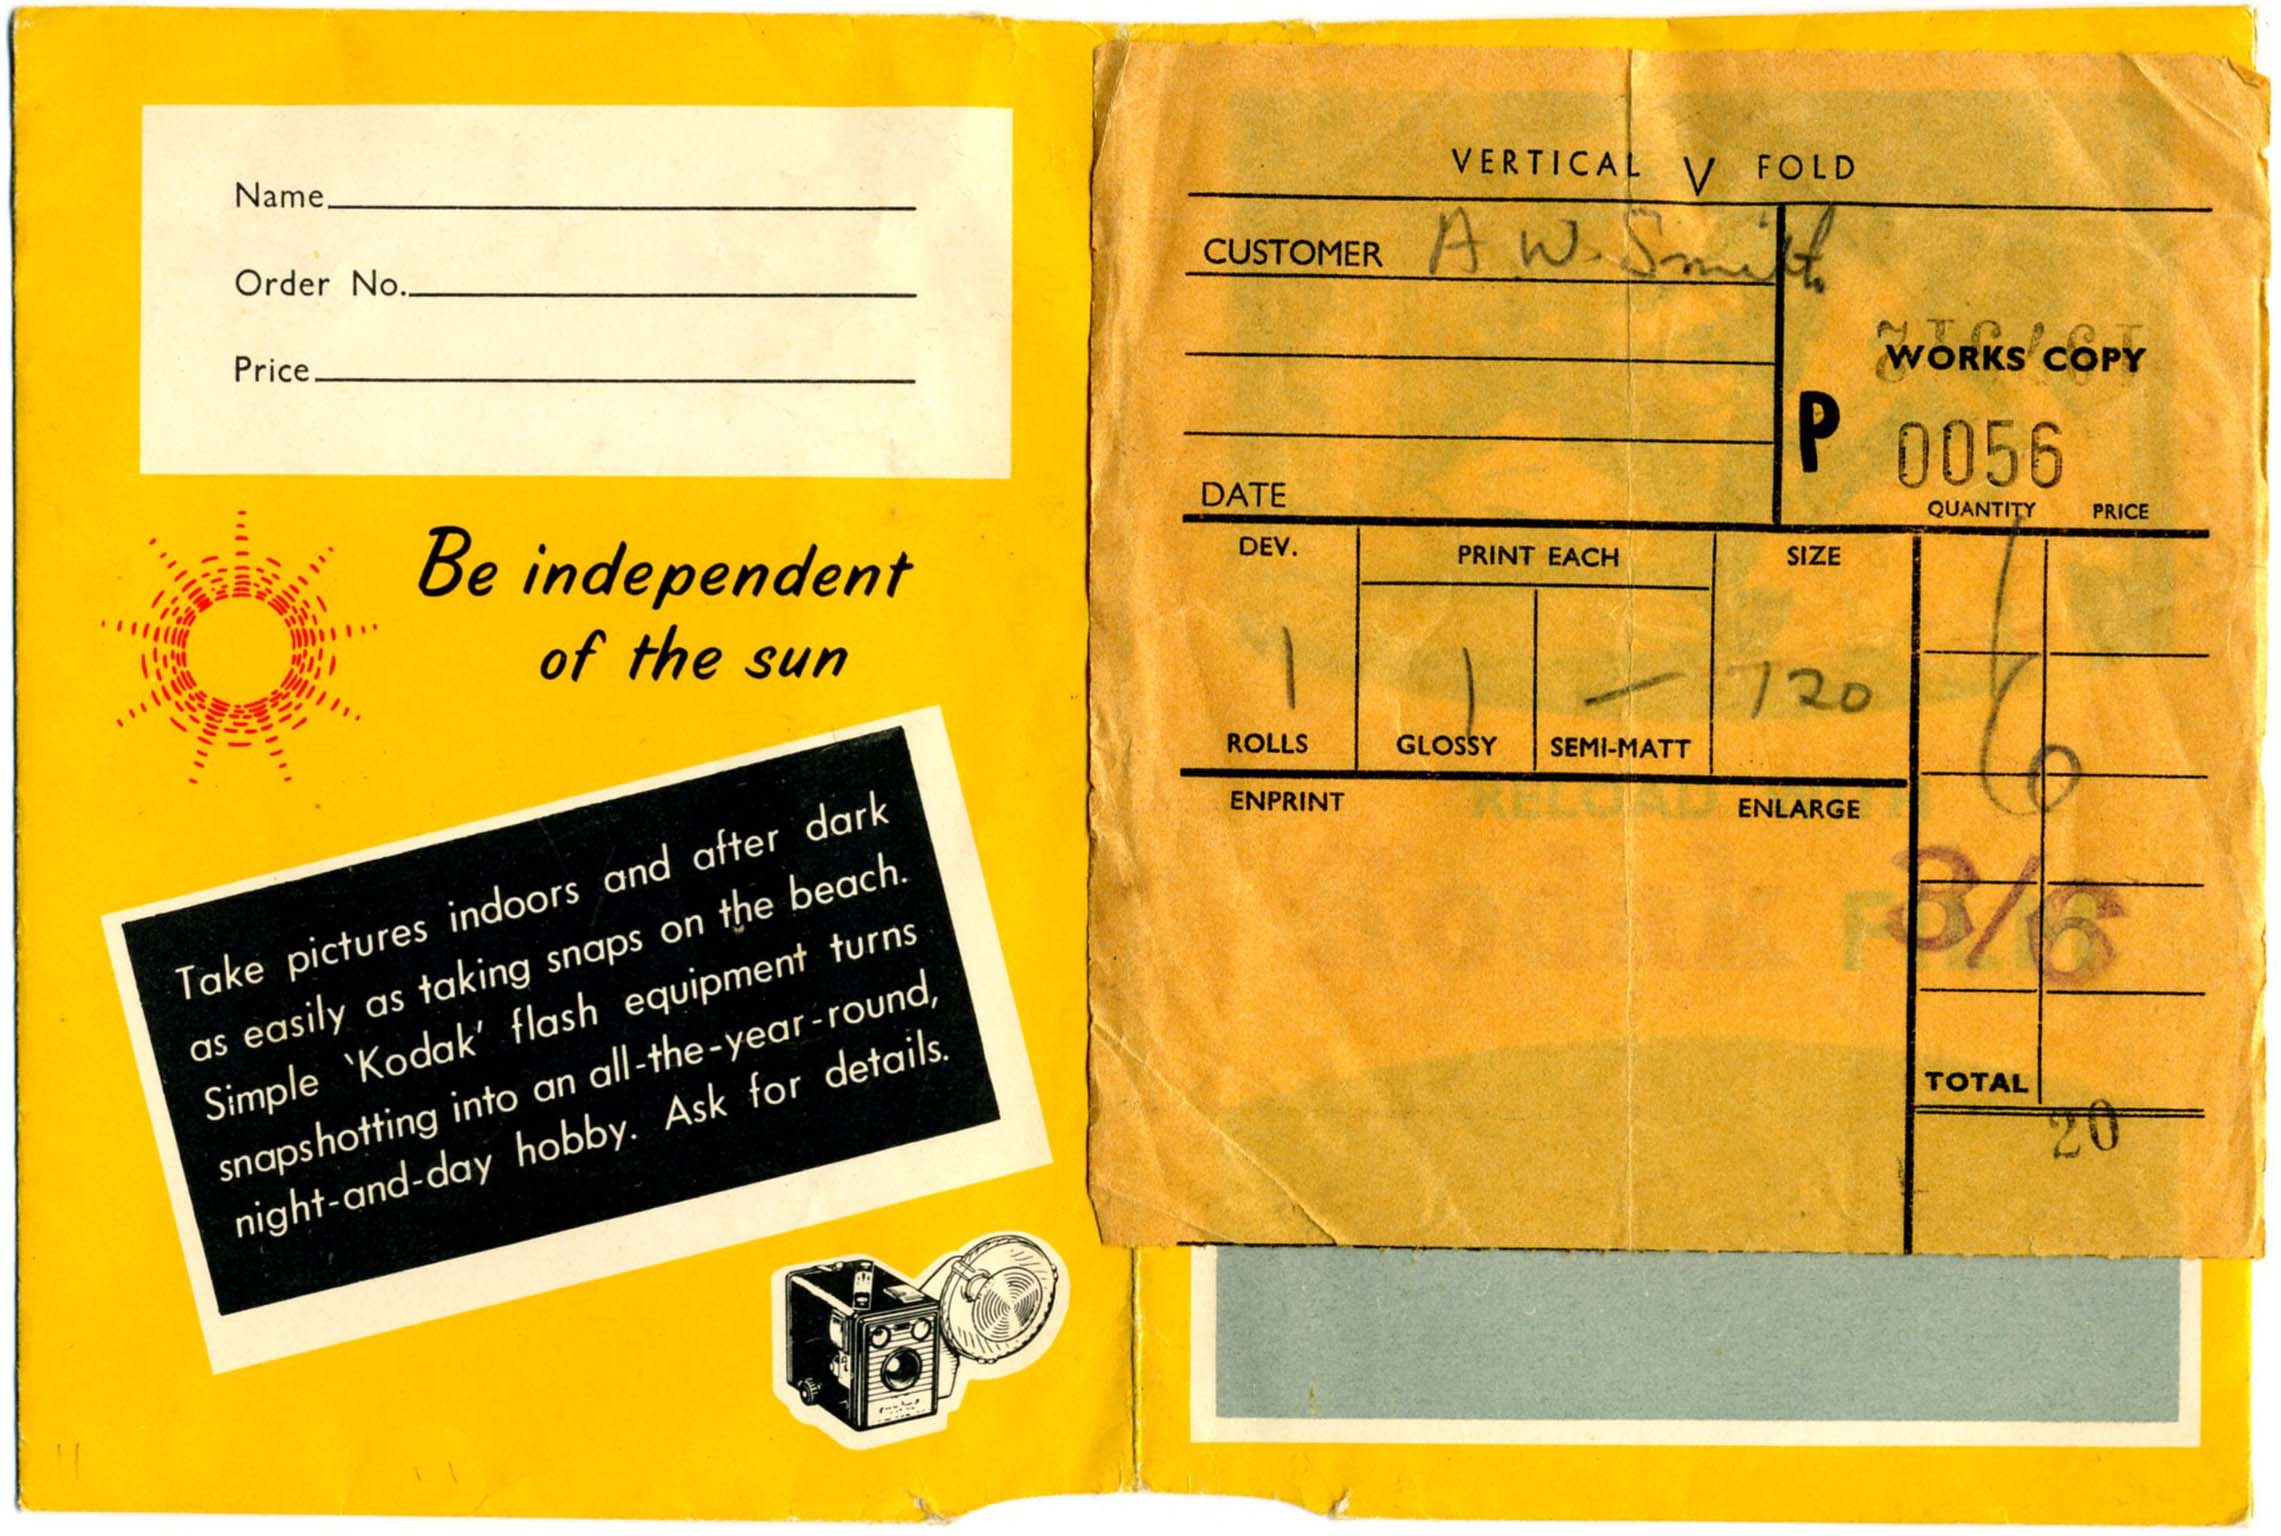 Name
Order No.
Price
Be independent
of the sun
Take pictures indoors and after dark
as easily as taking snaps on the beach.
Simple 'Kodak' flash equipment turns
snapshotting into an all-the-year-round,
night-and-day hobby. Ask for details.
VERTICAL V FOLD
CUSTOMER A W. Smith
WORKS COPY
P 0056
DATE
QUANTITY PRICE
DEV. PRINT EACH SIZE
1 1 — 120
ROLLS GLOSSY SEMI-MATT
6
ENPRINT ENLARGE
RELOAD WITH
3/6
FILM
TOTAL
20